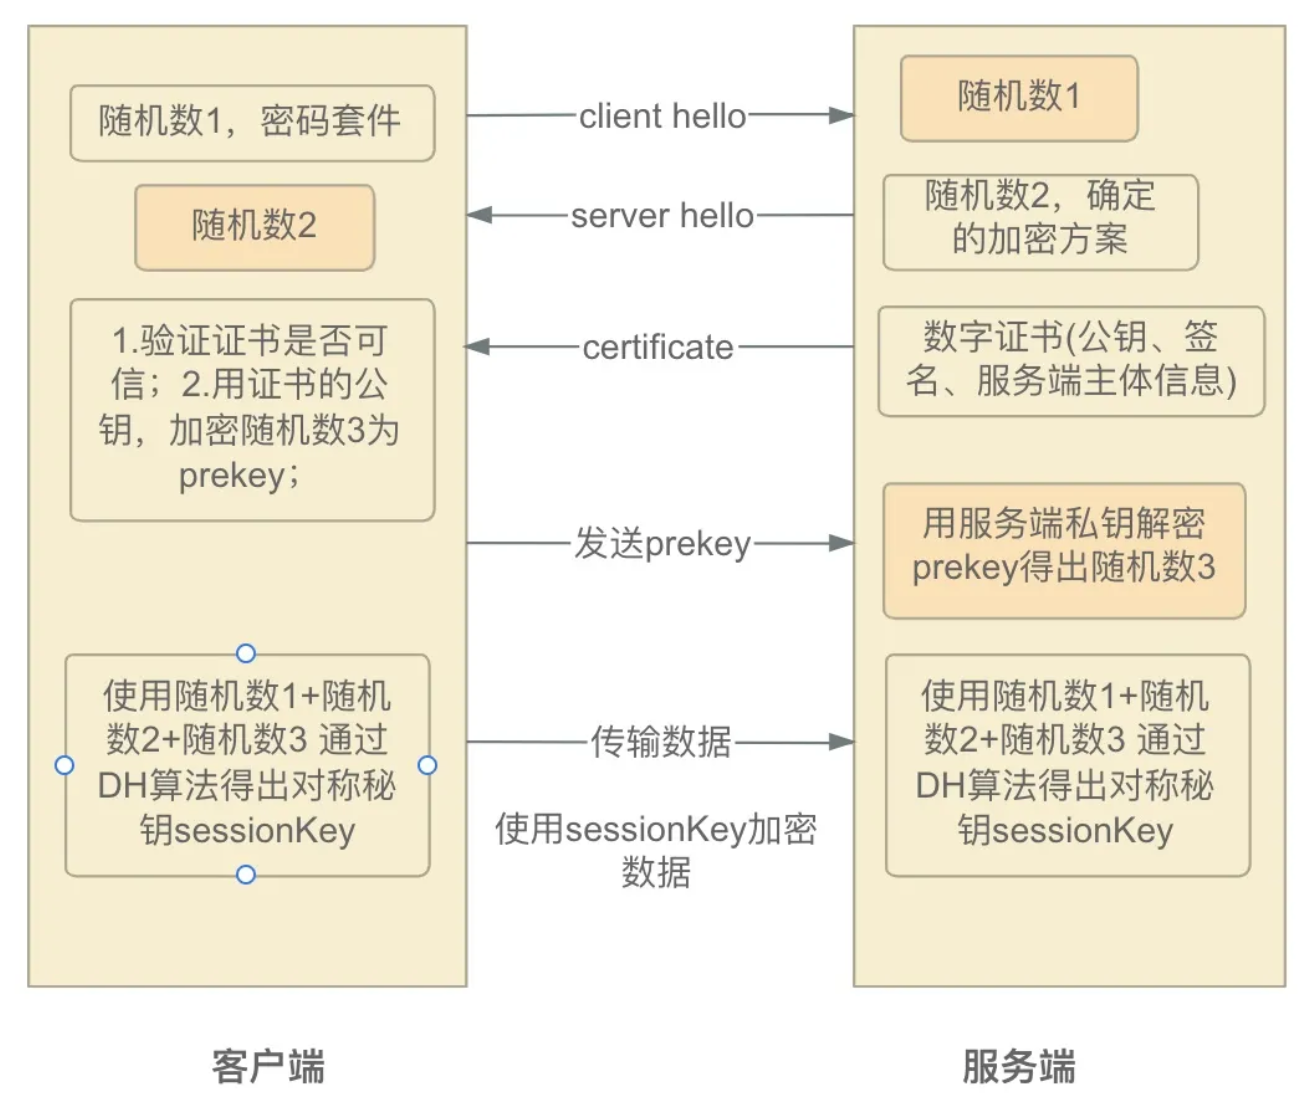 随机数1，密码套件
client hello
随机数1
随机数2
server hello
随机数2，确定
的加密方案
1.验证证书是否可
信；2.用证书的公
钥，加密随机数3为
prekey；
certificate
数字证书(公钥、签
名、服务端主体信息)
发送prekey
用服务端私钥解密
prekey得出随机数3
使用随机数1+随机
数2+随机数3 通过
DH算法得出对称秘
钥sessionKey
传输数据
使用sessionKey加密
数据
使用随机数1+随机
数2+随机数3 通过
DH算法得出对称秘
钥sessionKey
客户端
服务端